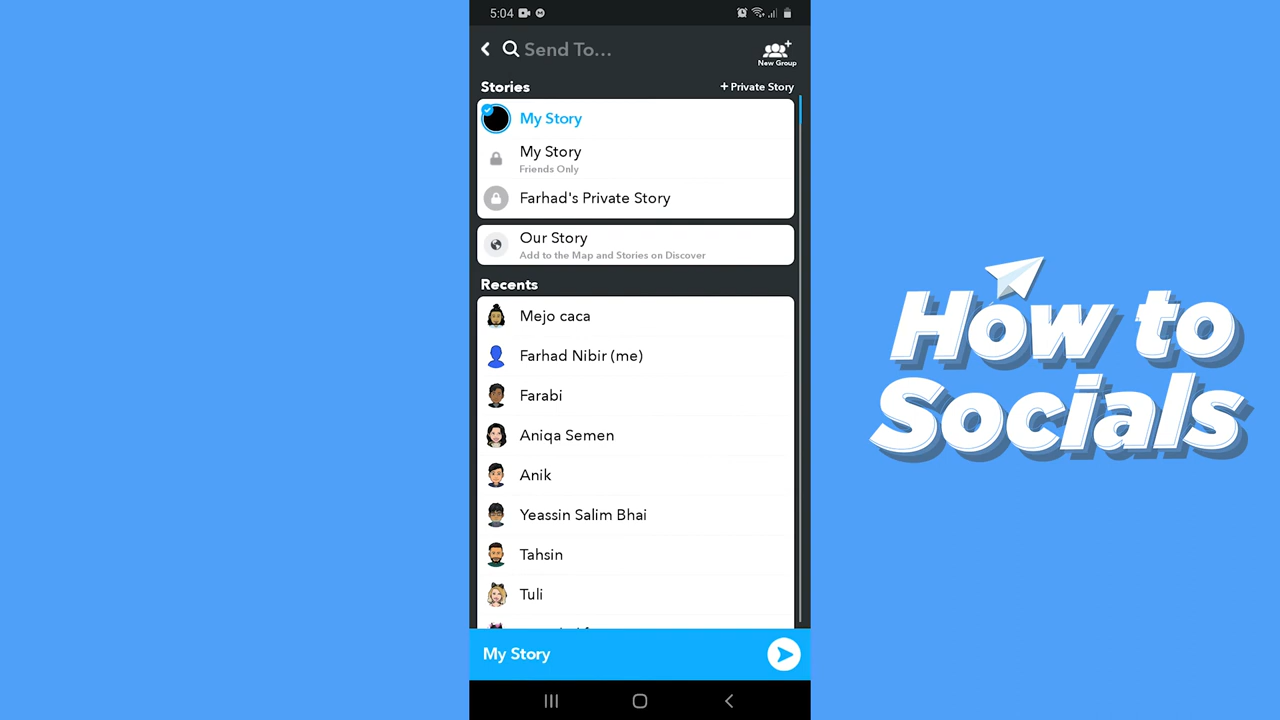 5:04
Send To...
New Group
Stories
+ Private Story
My Story
My Story
Friends Only
Farhad's Private Story
Our Story
Add to the Map and Stories on Discover
Recents
Mejo caca
Farhad Nibir (me)
Farabi
Aniqa Semen
Anik
Yeassin Salim Bhai
Tahsin
Tuli
My Story
How to
Socials